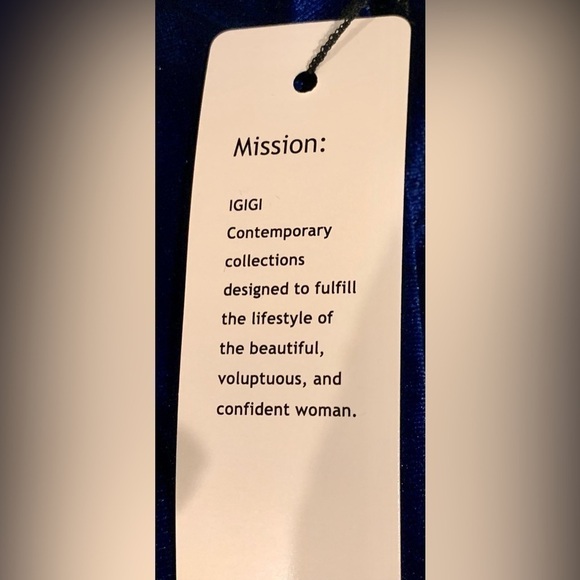 Mission:
IGIGI
Contemporary
collections
designed to fulfill
the lifestyle of
the beautiful,
voluptuous, and
confident woman.